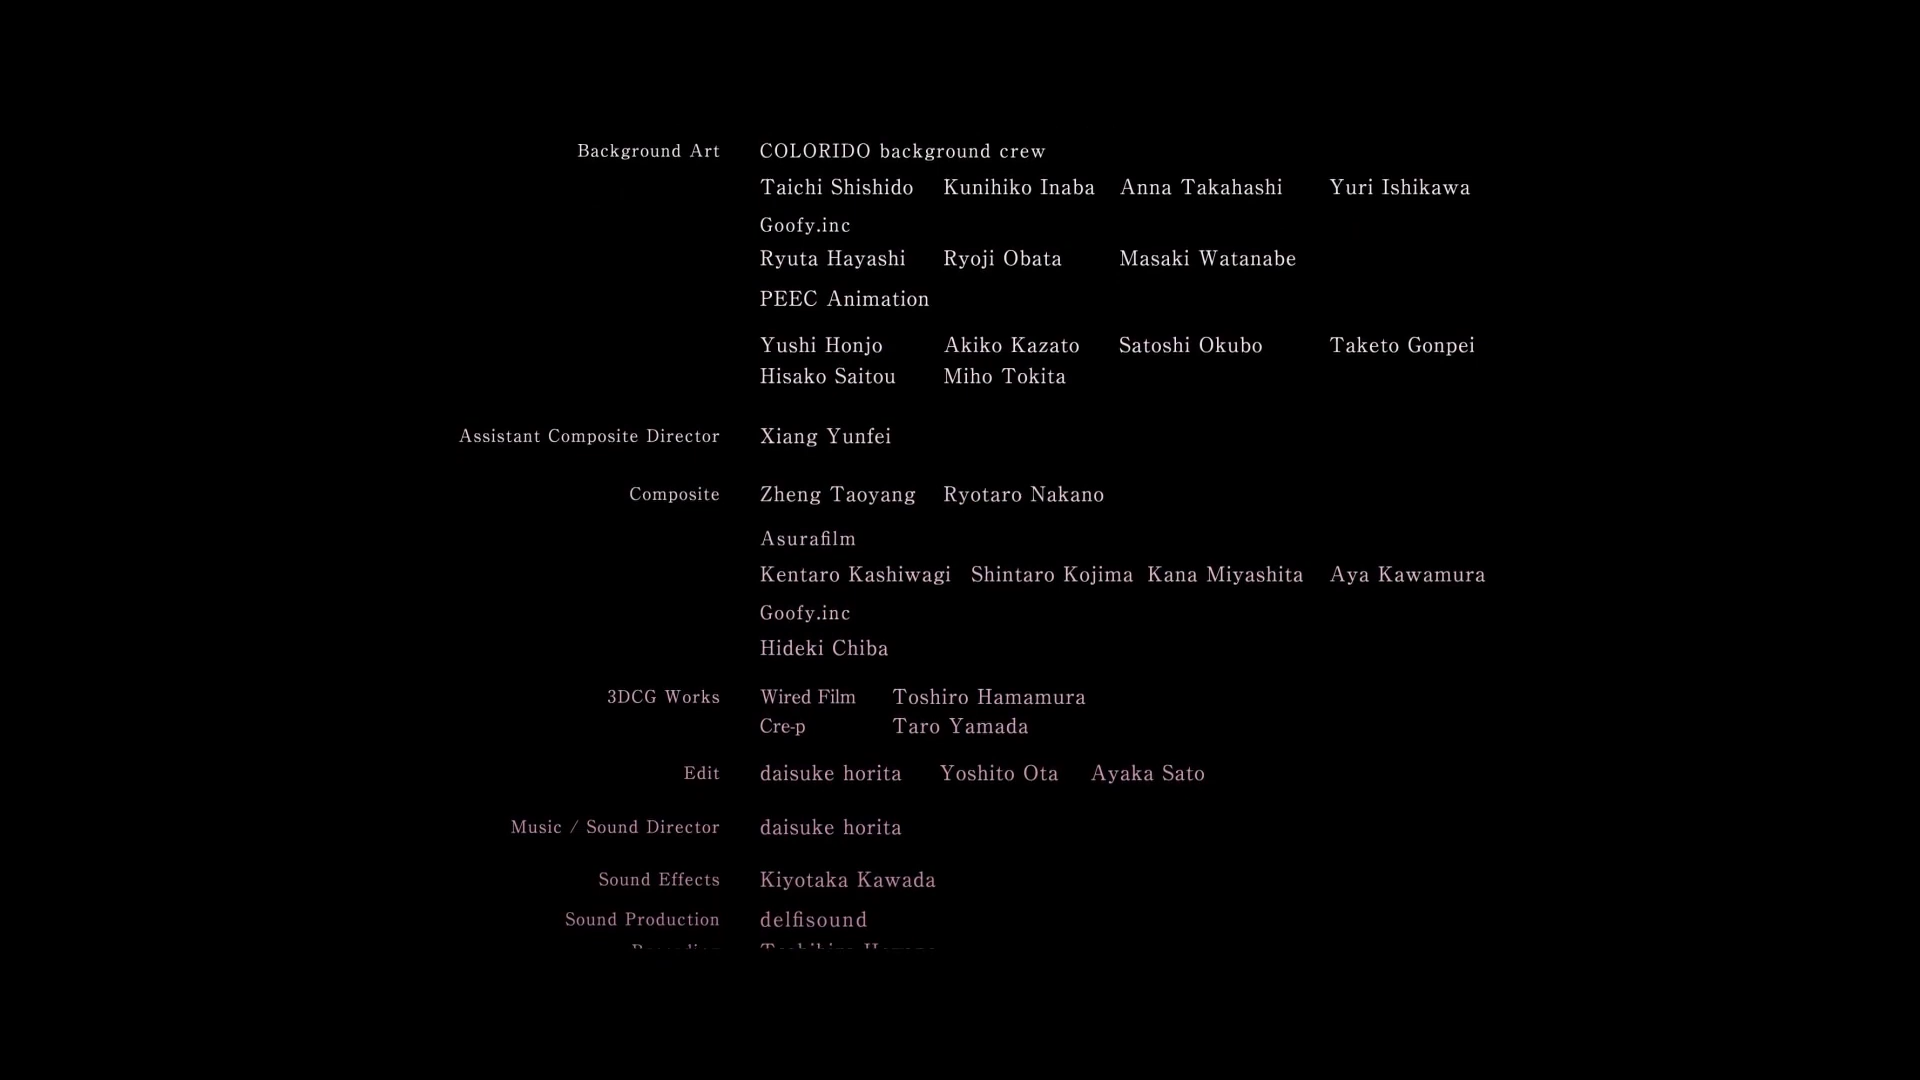 Background Art COLORIDO background crew
Taichi Shishido Kunihiko Inaba Anna Takahashi Yuri Ishikawa
Goofy.inc
Ryuta Hayashi Ryoji Obata Masaki Watanabe
PEEC Animation
Yushi Honjo Akiko Kazato Satoshi Okubo Taketo Gonpei
Hisako Saitou Miho Tokita
Assistant Composite Director Xiang Yunfei
Composite Zheng Taoyang Ryotaro Nakano
Asurafilm
Kentaro Kashiwagi Shintaro Kojima Kana Miyashita Aya Kawamura
Goofy.inc
Hideki Chiba
3DCG Works Wired Film Toshiro Hamamura
Cre-p Taro Yamada
Edit daisuke horita Yoshito Ota Ayaka Sato
Music / Sound Director daisuke horita
Sound Effects Kiyotaka Kawada
Sound Production delfisound